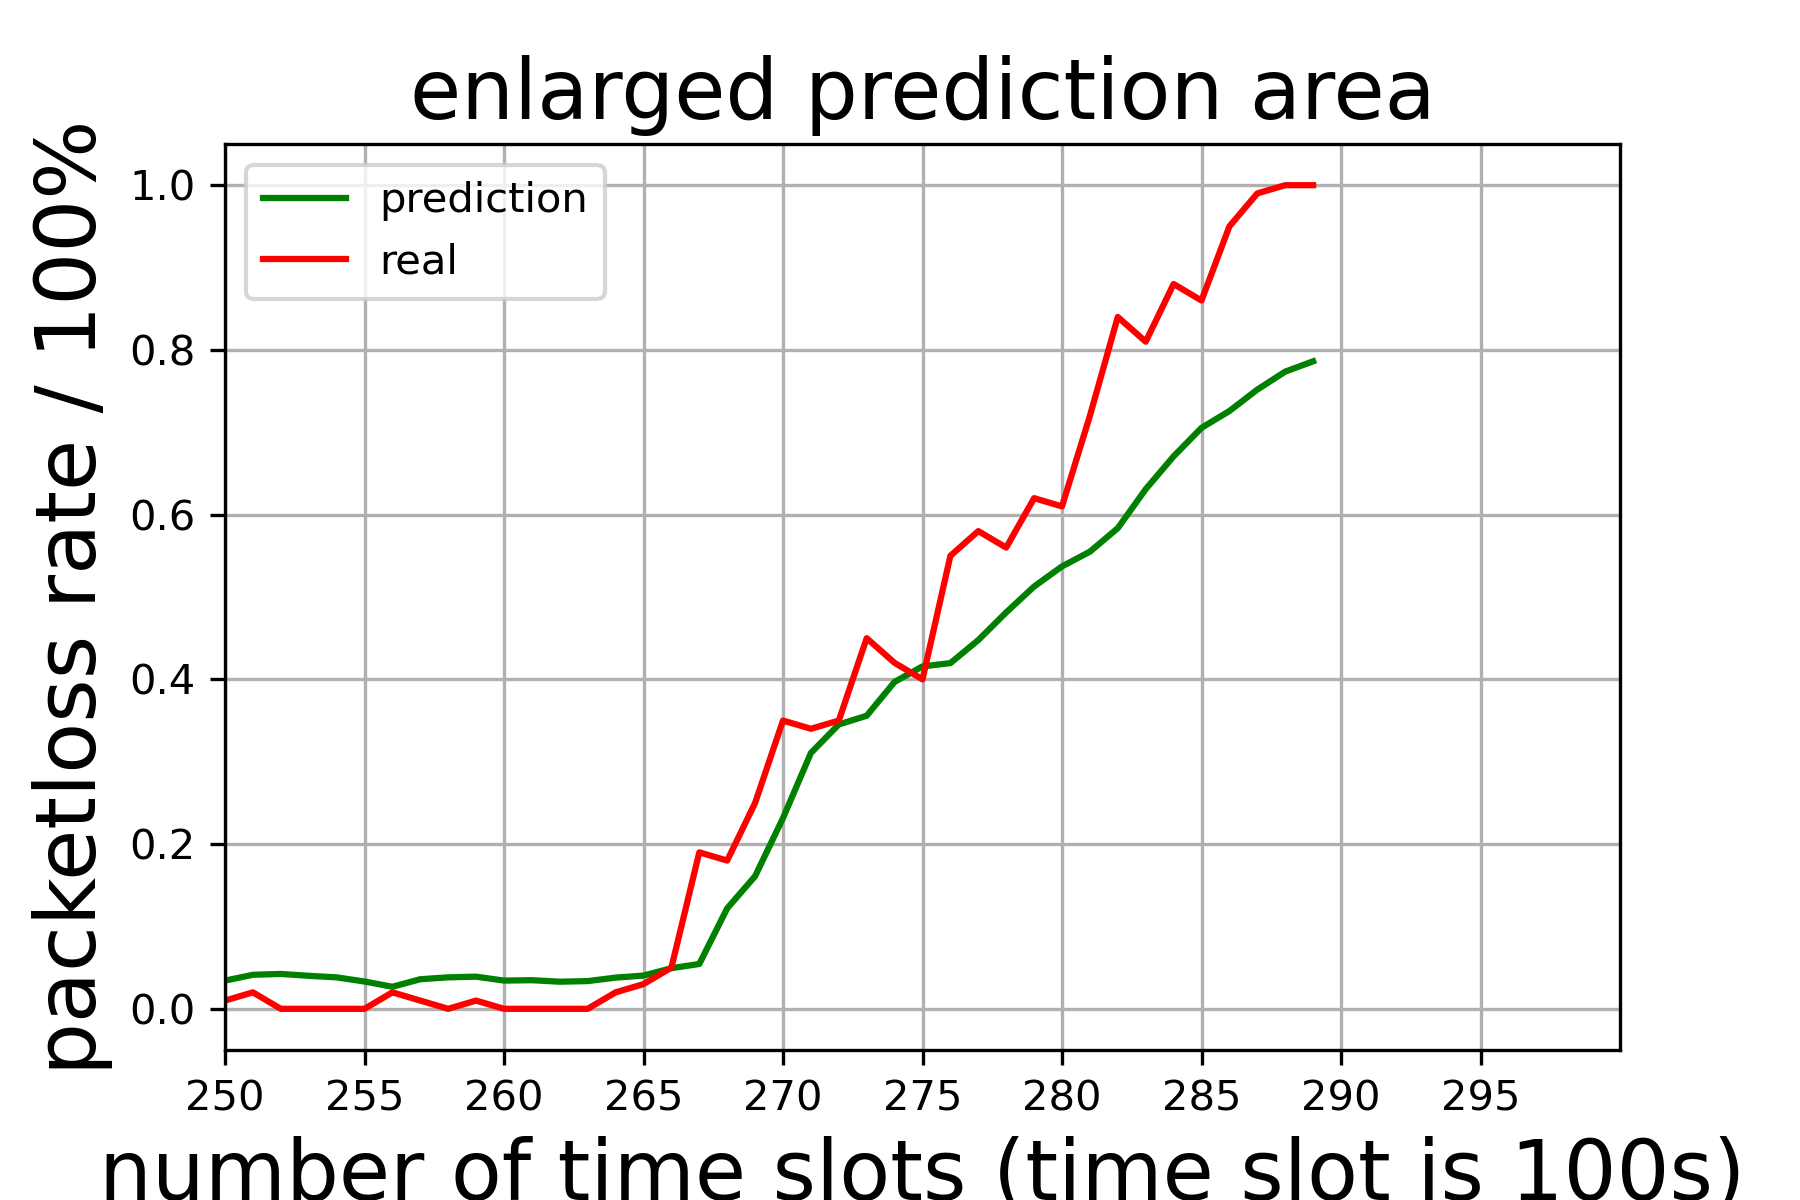 enlarged prediction area
packetloss rate / 100%
1.0
0.8
0.6
0.4
0.2
0.0
prediction
real
250 255 260 265 270 275 280 285 290 295
number of time slots (time slot is 100s)